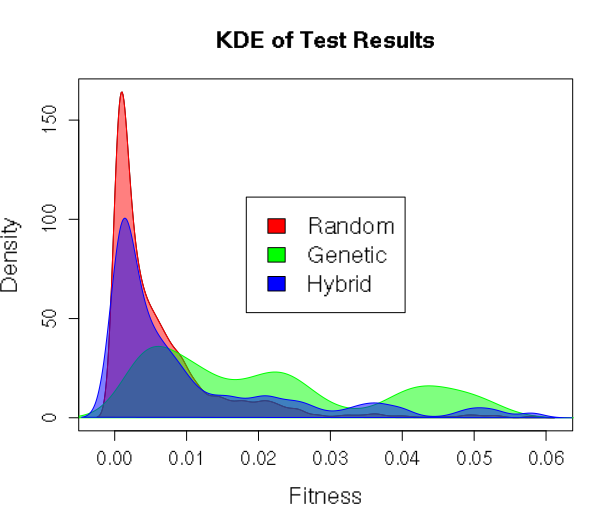 KDE of Test Results
Density
150
100
50
0
Random
Genetic
Hybrid
0.00 0.01 0.02 0.03 0.04 0.05 0.06
Fitness